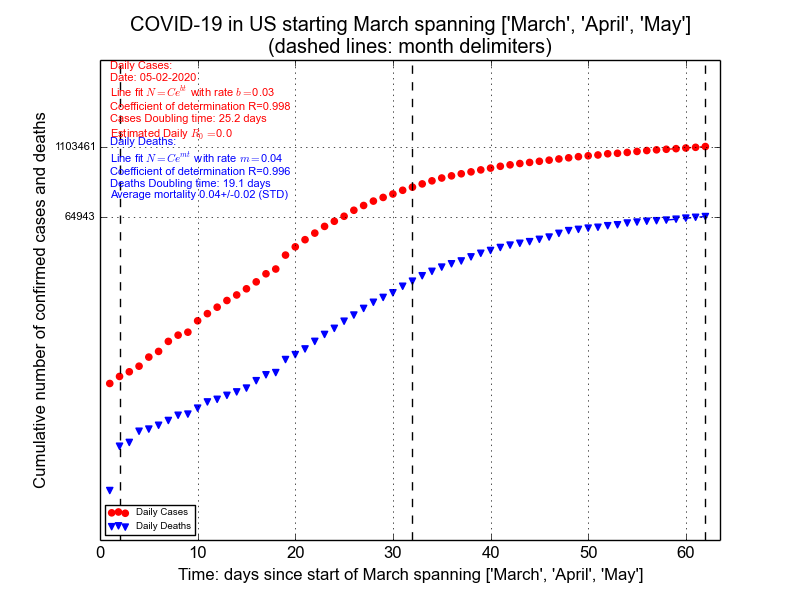 COVID-19 in US starting March spanning ['March', 'April', 'May']
(dashed lines: month delimiters)
Daily Cases:
Date: 05-02-2020
Line fit N = Ce^{bt} with rate b =0.03
Coefficient of determination R=0.998
Cases Doubling time: 25.2 days
Estimated Daily R_0^t =0.0
Daily Deaths:
Line fit N = Ce^{mt} with rate m =0.04
Coefficient of determination R=0.996
Deaths Doubling time: 19.1 days
Average mortality 0.04+/-0.02 (STD)
1103461
64943
Cumulative number of confirmed cases and deaths
Daily Cases
Daily Deaths
0 10 20 30 40 50 60
Time: days since start of March spanning ['March', 'April', 'May']